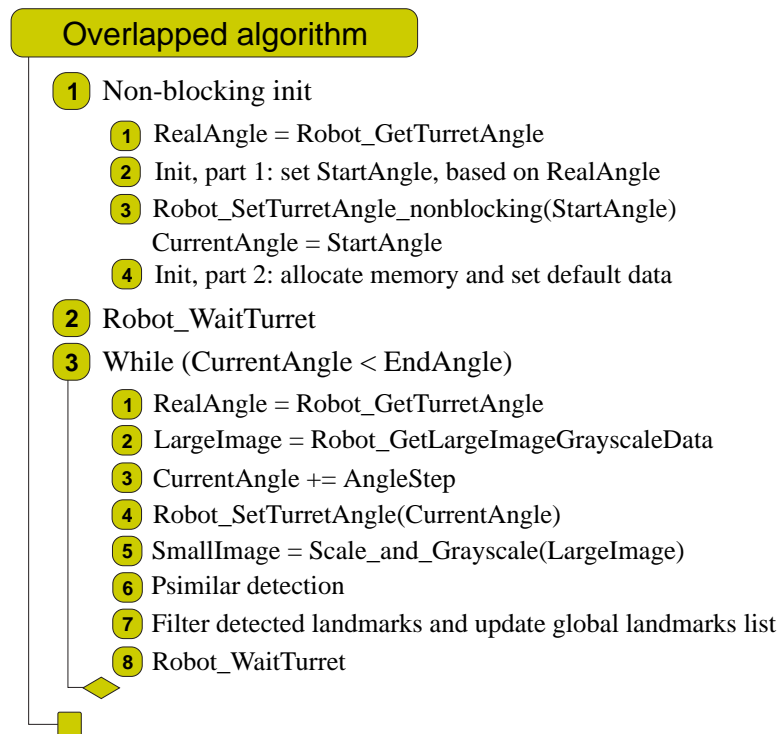 Overlapped algorithm
1 Non-blocking init
1 RealAngle = Robot_GetTurretAngle
2 Init, part 1: set StartAngle, based on RealAngle
3 Robot_SetTurretAngle_nonblocking(StartAngle)
CurrentAngle = StartAngle
4 Init, part 2: allocate memory and set default data
2 Robot_WaitTurret
3 While (CurrentAngle < EndAngle)
1 RealAngle = Robot_GetTurretAngle
2 LargeImage = Robot_GetLargeImageGrayscaleData
3 CurrentAngle += AngleStep
4 Robot_SetTurretAngle(CurrentAngle)
5 SmallImage = Scale_and_Grayscale(LargeImage)
6 Psimilar detection
7 Filter detected landmarks and update global landmarks list
8 Robot_WaitTurret